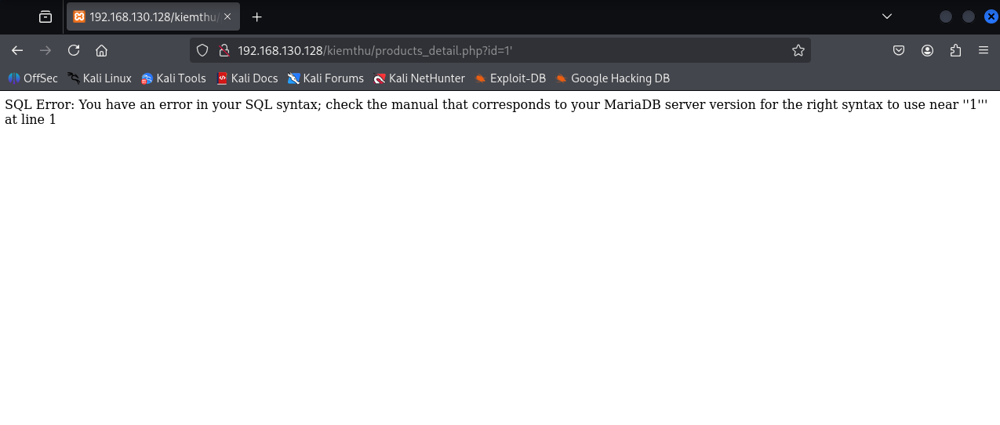 192.168.130.128/kiemthu/
192.168.130.128/kiemthu/products_detail.php?id=1'
OffSec Kali Linux Kali Tools Kali Docs Kali Forums Kali NetHunter Exploit-DB Google Hacking DB
SQL Error: You have an error in your SQL syntax; check the manual that corresponds to your MariaDB server version for the right syntax to use near ''1'''
at line 1